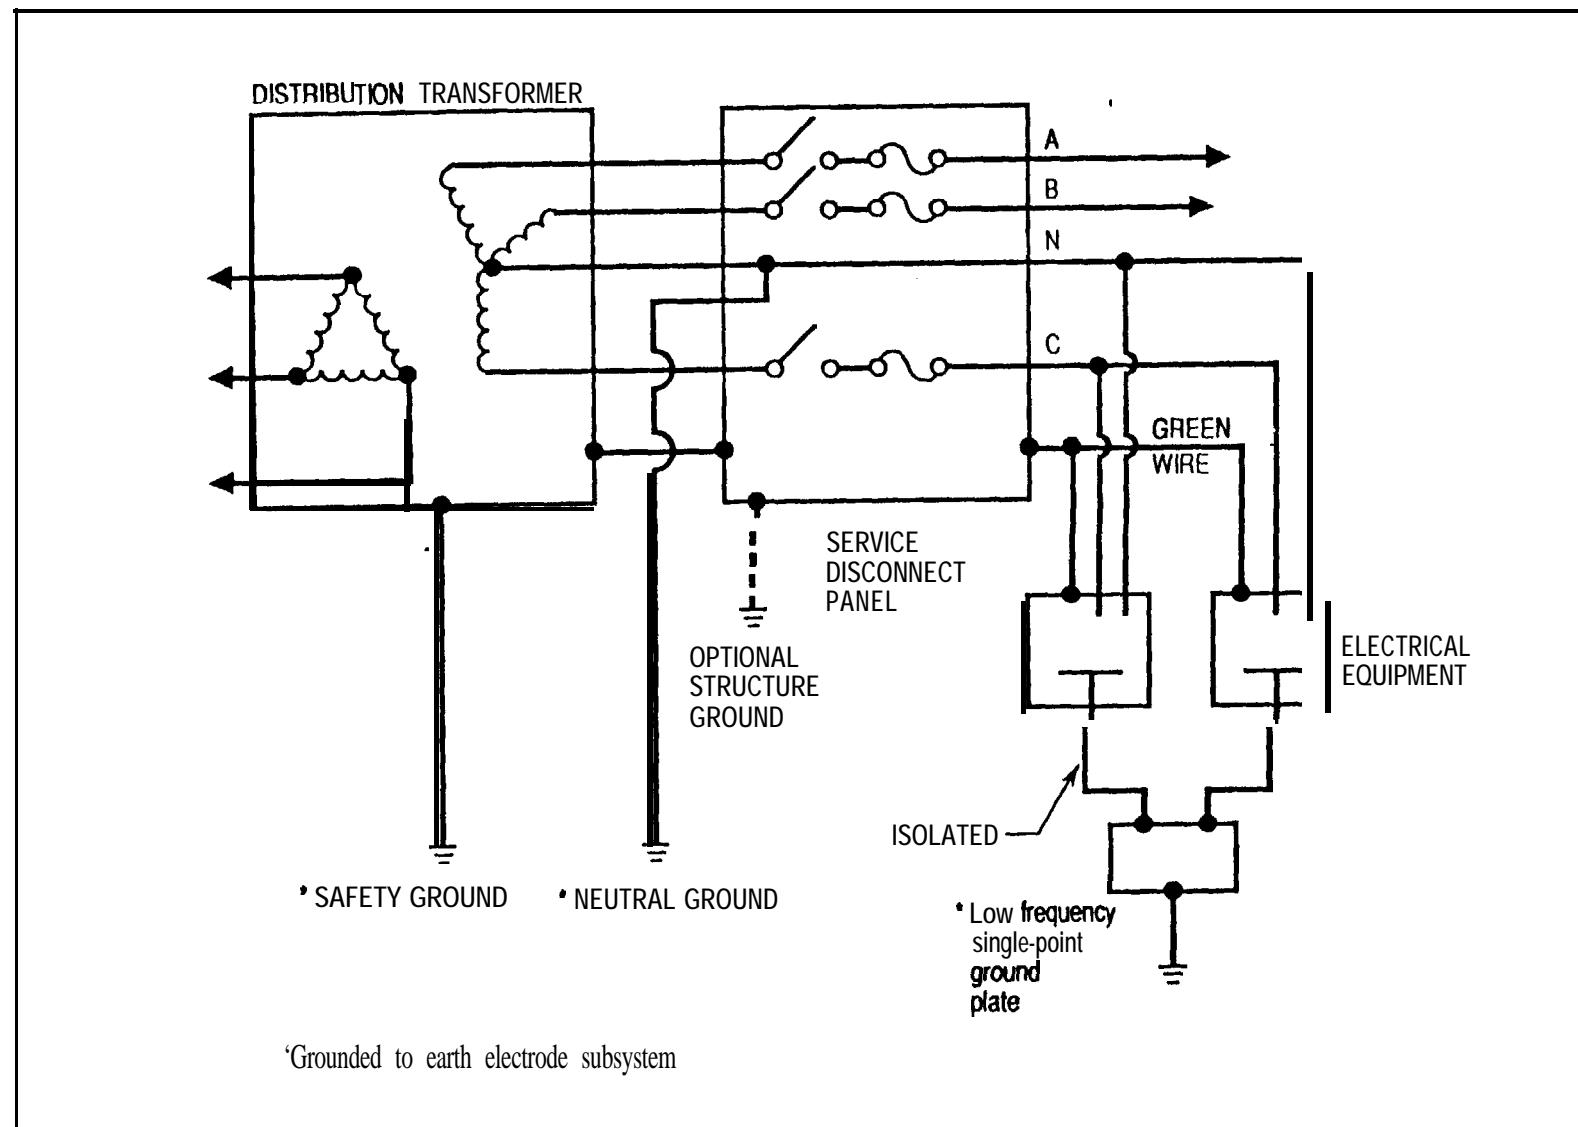 DISTRIBUTION TRANSFORMER
A
B
N
C
GREEN
WIRE
SERVICE
DISCONNECT
PANEL
OPTIONAL
STRUCTURE
GROUND
ELECTRICAL
EQUIPMENT
ISOLATED
* SAFETY GROUND
* NEUTRAL GROUND
* Low frequency
single-point
ground
plate
‘Grounded to earth electrode subsystem